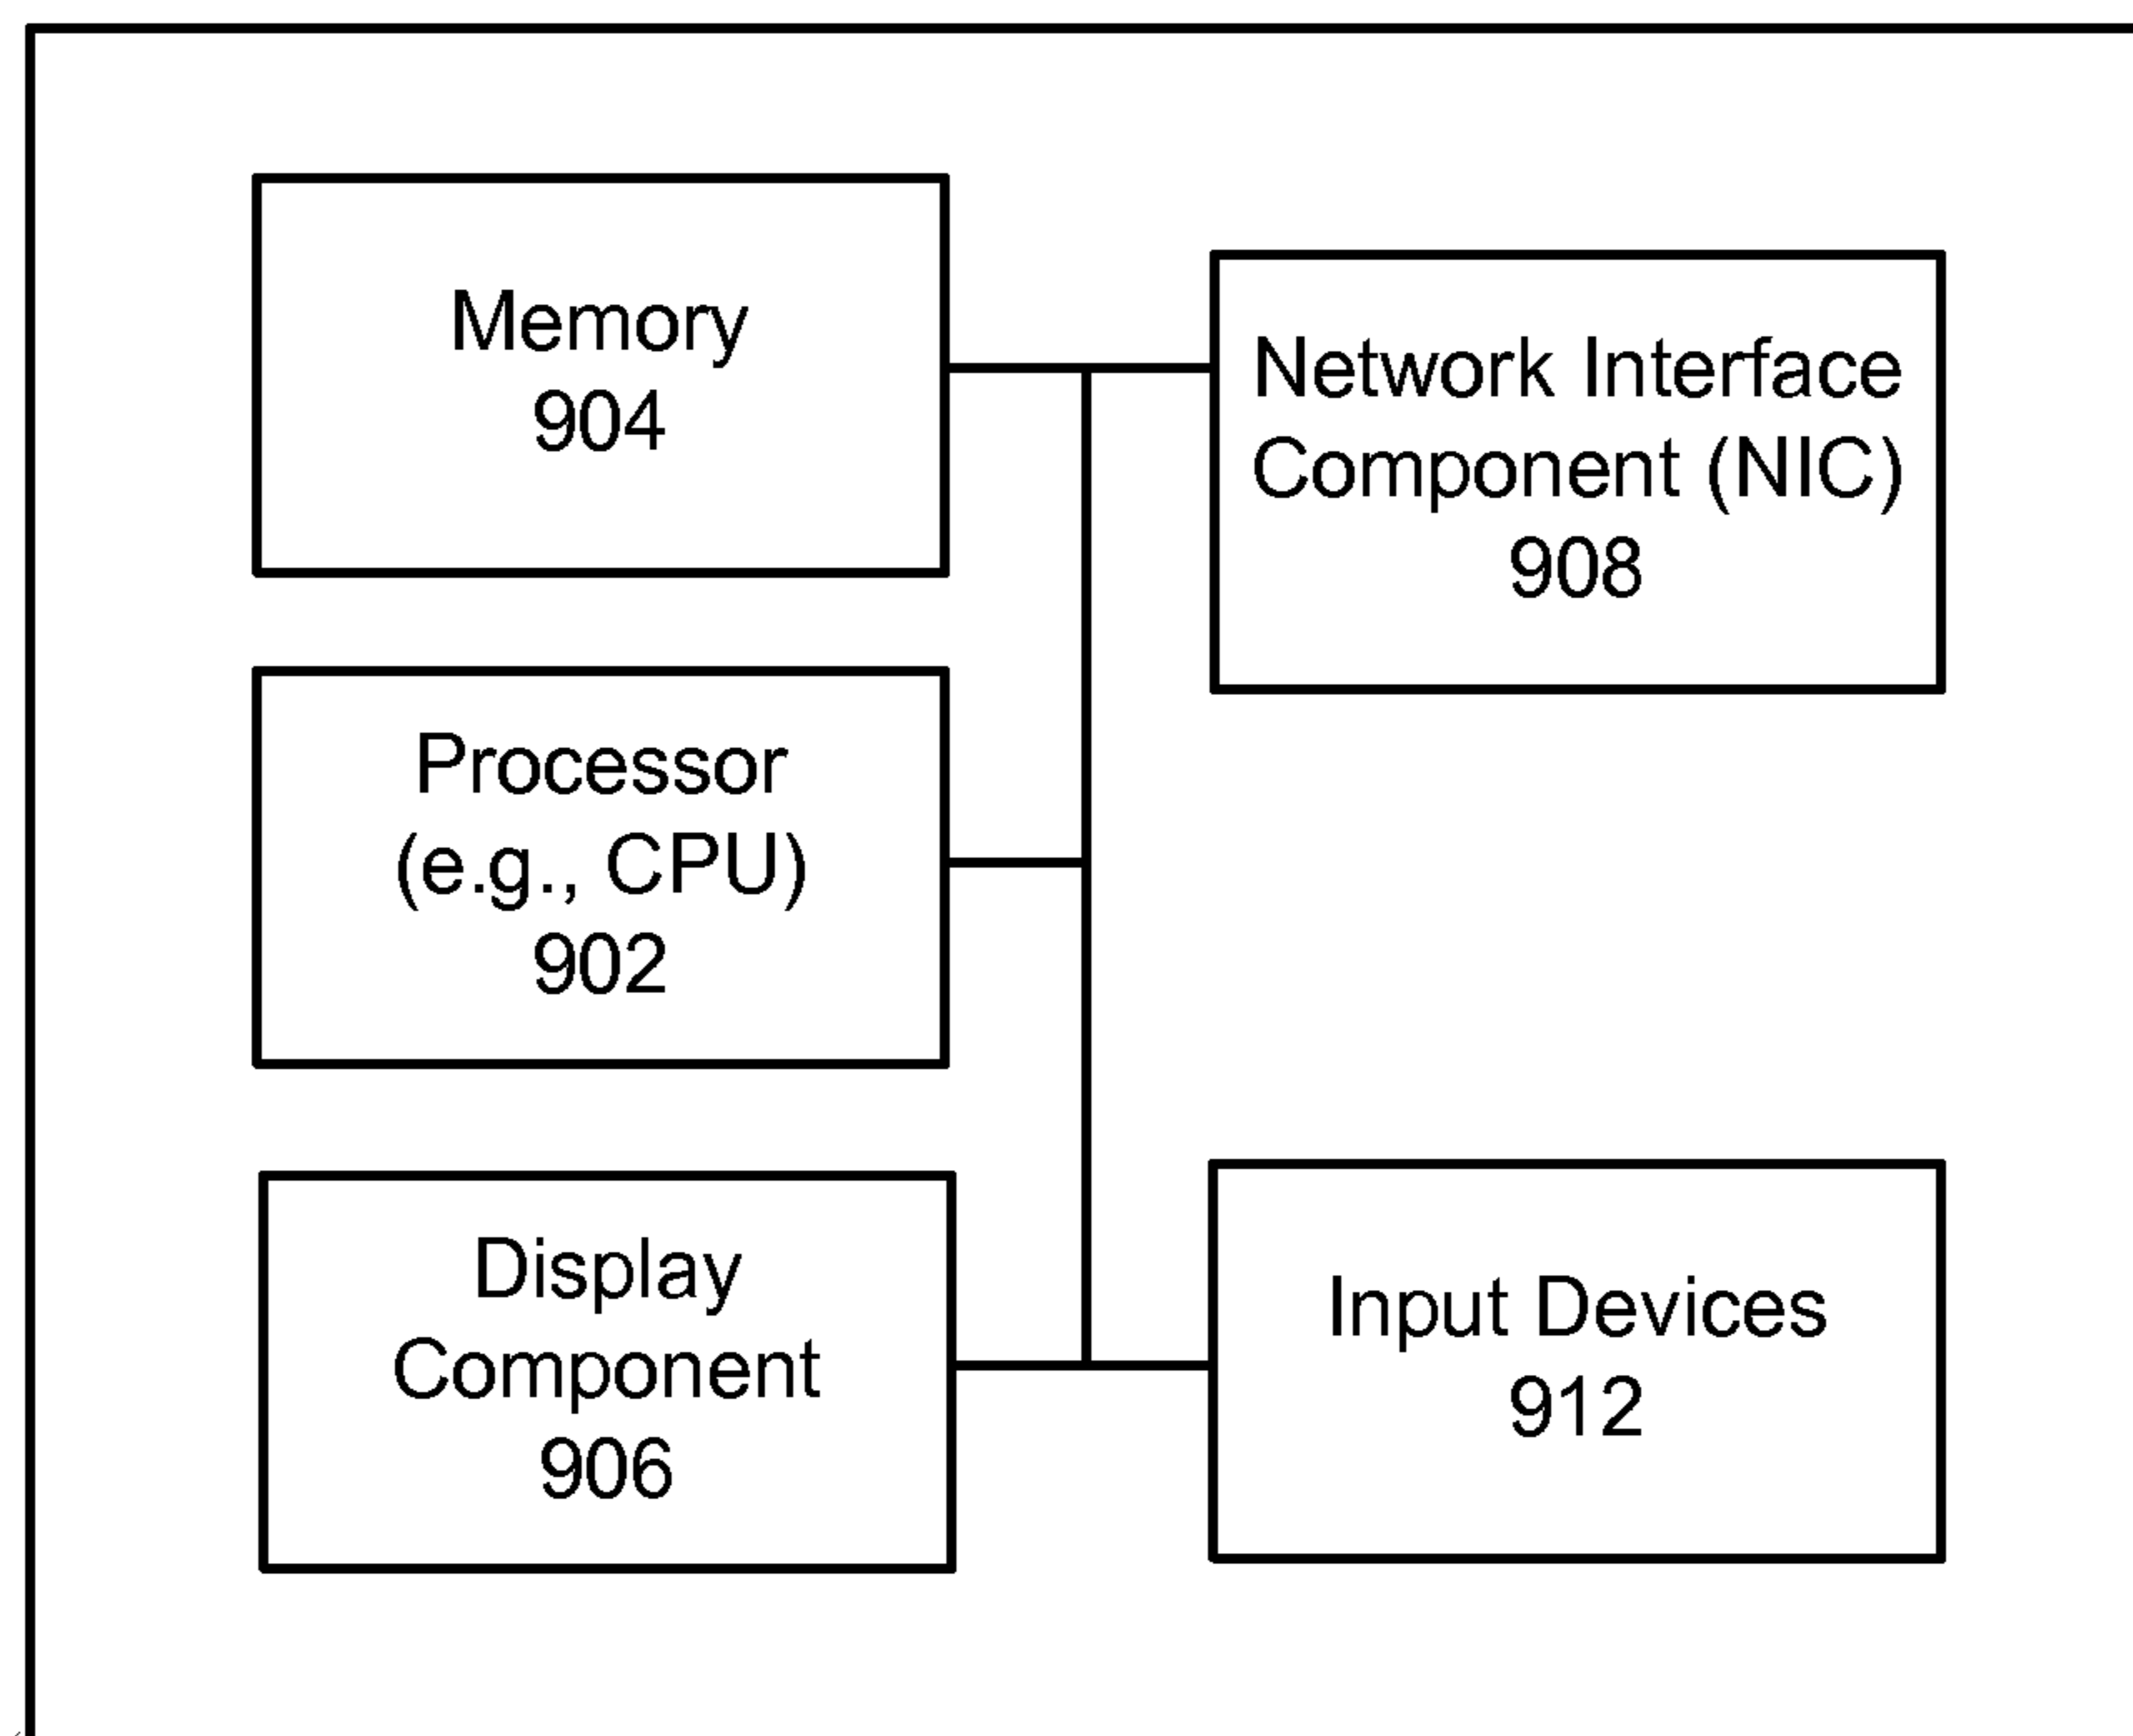 Memory
904
Network Interface
Component (NIC)
908
Processor
(e.g., CPU)
902
Display
Component
906
Input Devices
912